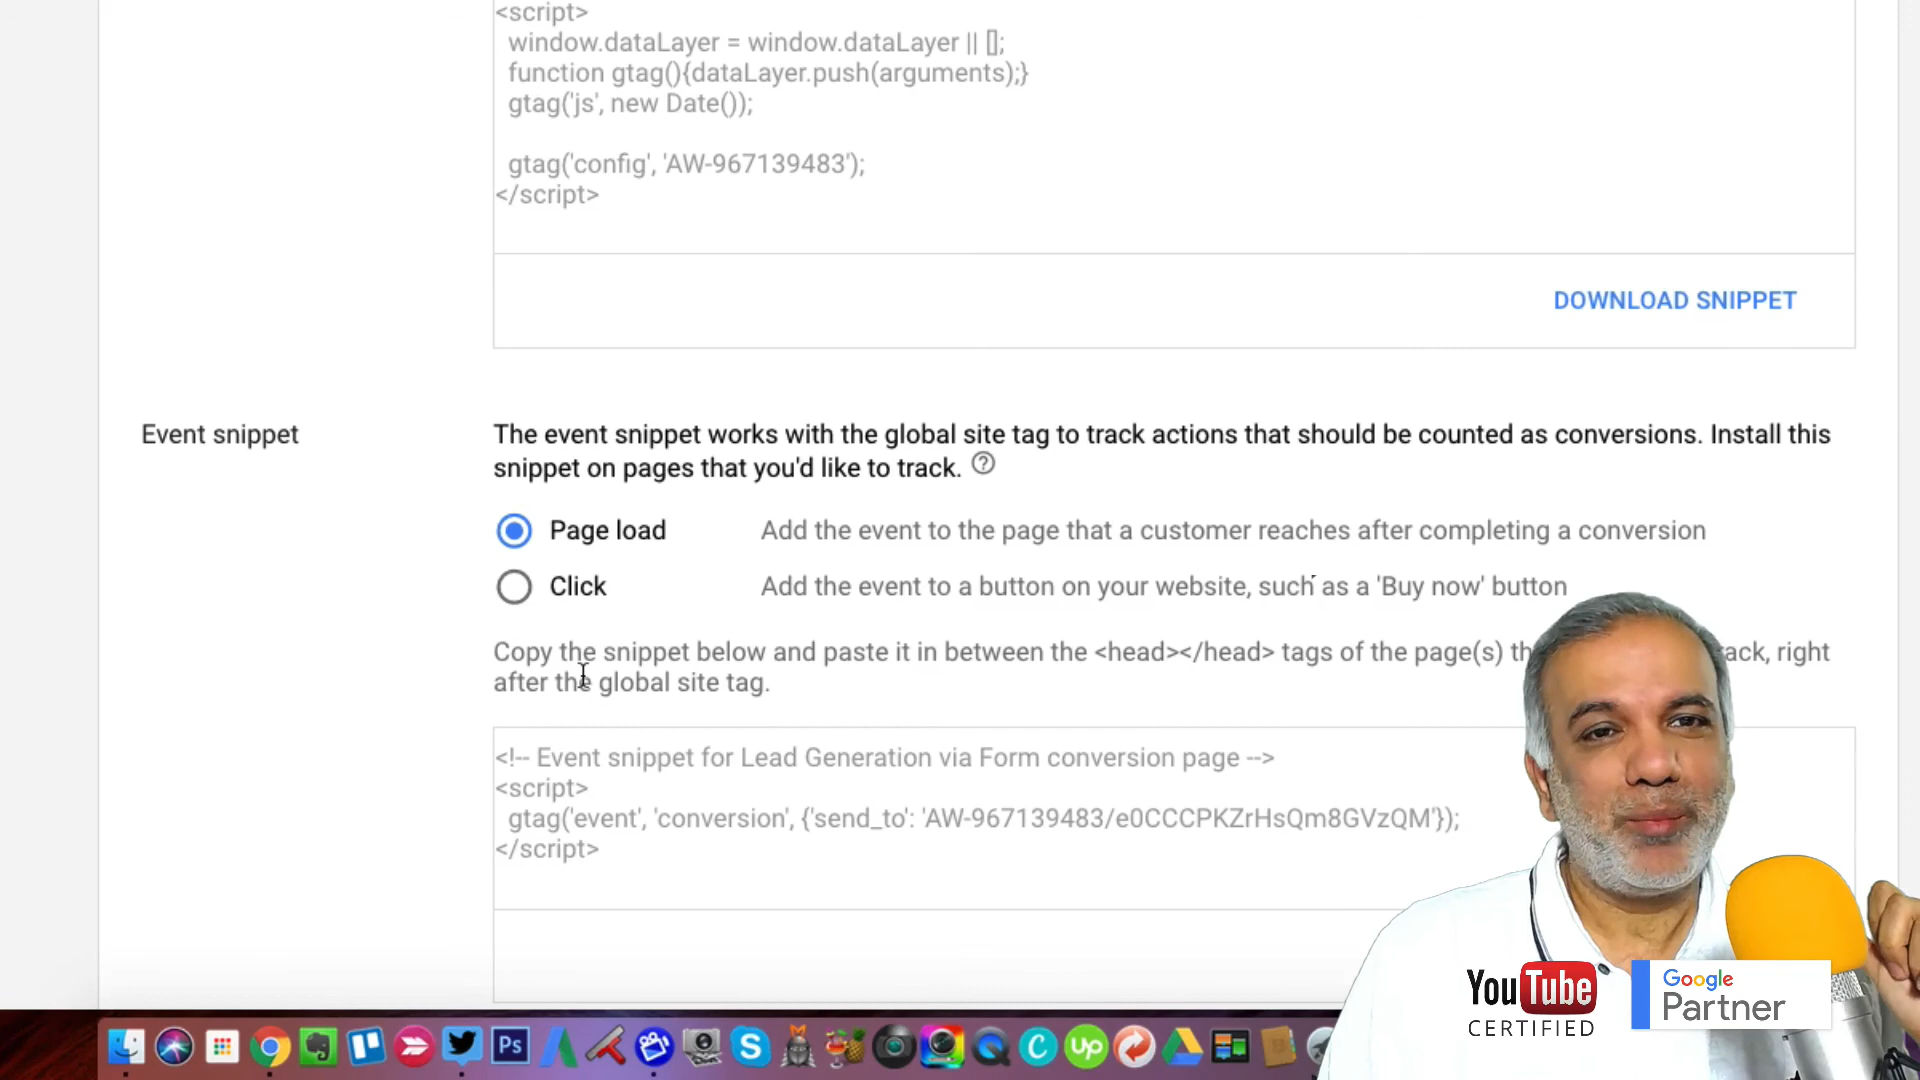 <script>
window.dataLayer = window.dataLayer || [];
function gtag(){dataLayer.push(arguments);}
gtag('js', new Date());
gtag('config', 'AW-967139483');
</script>
DOWNLOAD SNIPPET
Event snippet
The event snippet works with the global site tag to track actions that should be counted as conversions. Install this
snippet on pages that you'd like to track. ?
Page load Add the event to the page that a customer reaches after completing a conversion
Click Add the event to a button on your website, such as a 'Buy now' button
Copy the snippet below and paste it in between the <head></head> tags of the page(s) th ack, right
after the global site tag.
<!-- Event snippet for Lead Generation via Form conversion page -->
<script>
gtag('event', 'conversion', {'send_to': 'AW-967139483/e0CCCPKZrHsQm8GVzQM'});
</script>
YouTube
CERTIFIED
Google
Partner
Ps
Up